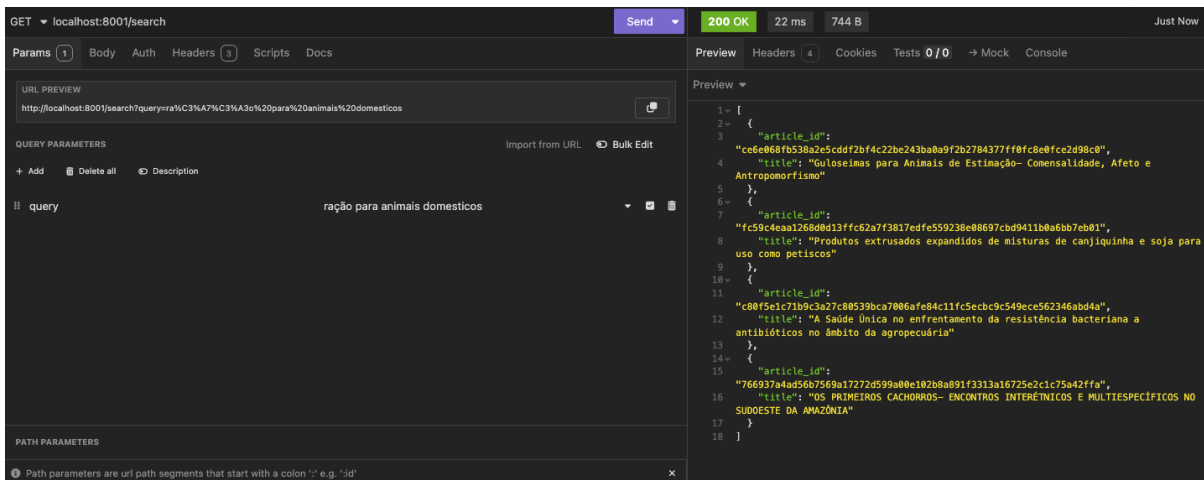 GET localhost:8001/search Send
Params 1 Body Auth Headers 3 Scripts Docs
URL PREVIEW
http://localhost:8001/search?query=ra%C3%A7%C3%A3o%20para%20animais%20domesticos
QUERY PARAMETERS Import from URL Bulk Edit
+ Add Delete all Description
query ração para animais domesticos
PATH PARAMETERS
Path parameters are url path segments that start with a colon ':' e.g. ':id'
200 OK 22 ms 744 B Just Now
Preview Headers 4 Cookies Tests 0 / 0 → Mock Console
Preview
1 [
2 {
3 "article_id":
"ce6e068fb538a2e5cddf2bf4c22be243ba0a9f2b2784377ff0fc8e0fce2d98c0",
4 "title": "Guloseimas para Animais de Estimação– Comensalidade, Afeto e
Antropomorfismo"
5 },
6 {
7 "article_id":
"fc59c4eaa1268d0d13ffc62a7f3817edfe559238e08697cbd9411b0a6bb7eb01",
8 "title": "Produtos extrusados expandidos de misturas de canjiquinha e soja para
uso como petiscos"
9 },
10 {
11 "article_id":
"c80f5e1c71b9c3a27c80539bca7006afe84c11fc5ecbc9c549ece562346abd4a",
12 "title": "A Saúde Única no enfrentamento da resistência bacteriana a
antibióticos no âmbito da agropecuária"
13 },
14 {
15 "article_id":
"766937a4ad56b7569a17272d599a00e102b8a891f3313a16725e2c1c75a42ffa",
16 "title": "OS PRIMEIROS CACHORROS– ENCONTROS INTERÉTNICOS E MULTIESPECÍFICOS NO
SUDOESTE DA AMAZÔNIA"
17 }
18 ]